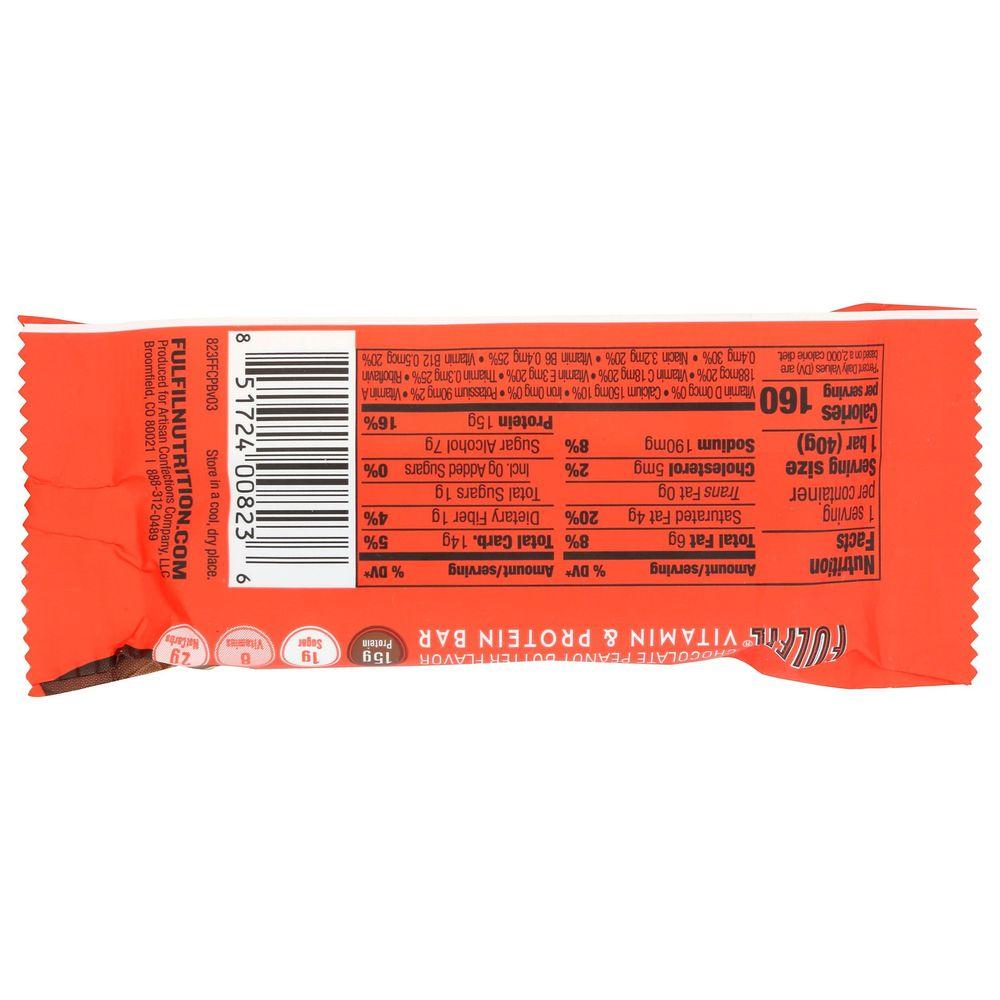 FULFIL® VITAMIN & PROTEIN BAR
CHOCOLATE PEANUT BUTTER FLAVOR
15g
Protein
1g
Sugar
8
Vitamins
2g
Net Carbs
Nutrition
Facts
1 serving
per container
Serving size
1 bar (40g)
Calories
per serving
160
Amount/serving % DV*
Total Fat 6g 8%
Saturated Fat 4g 20%
Trans Fat 0g
Cholesterol 5mg 2%
Sodium 190mg 8%
Amount/serving % DV*
Total Carb. 14g 5%
Dietary Fiber 1g 4%
Total Sugars 1g
Incl. 0g Added Sugars 0%
Sugar Alcohol 7g
Protein 15g 16%
Vitamin D 0mcg 0% • Calcium 150mg 10% • Iron 0mg 0% • Potassium 90mg 2% • Vitamin A
188mcg 20% • Vitamin C 18mg 20% • Vitamin E 3mg 20% • Thiamin 0.3mg 25% • Riboflavin
0.4mg 30% • Niacin 3.2mg 20% • Vitamin B6 0.4mg 25% • Vitamin B12 0.5mcg 20%
*Percent Daily Values (DV) are
based on a 2,000 calorie diet.
8 51724 00823 6
823FFCPBv03 Store in a cool, dry place.
FULFILNUTRITION.COM
Produced for Artisan Confections Company, LLC
Broomfield, CO 80021 | 888-312-0489